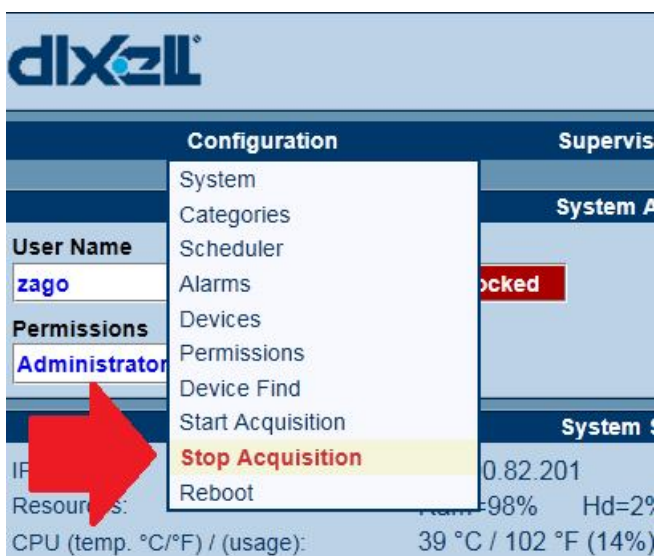 dixell
Configuration Supervis
System
Categories System A
User Name Scheduler
zago Alarms ocked
Permissions Devices
Administrator Permissions
Device Find
Start Acquisition System S
Stop Acquisition
IP 0.82.201
Reboot
Resour s: =98% Hd=2%
CPU (temp. °C/°F) / (usage): 39 °C / 102 °F (14%)